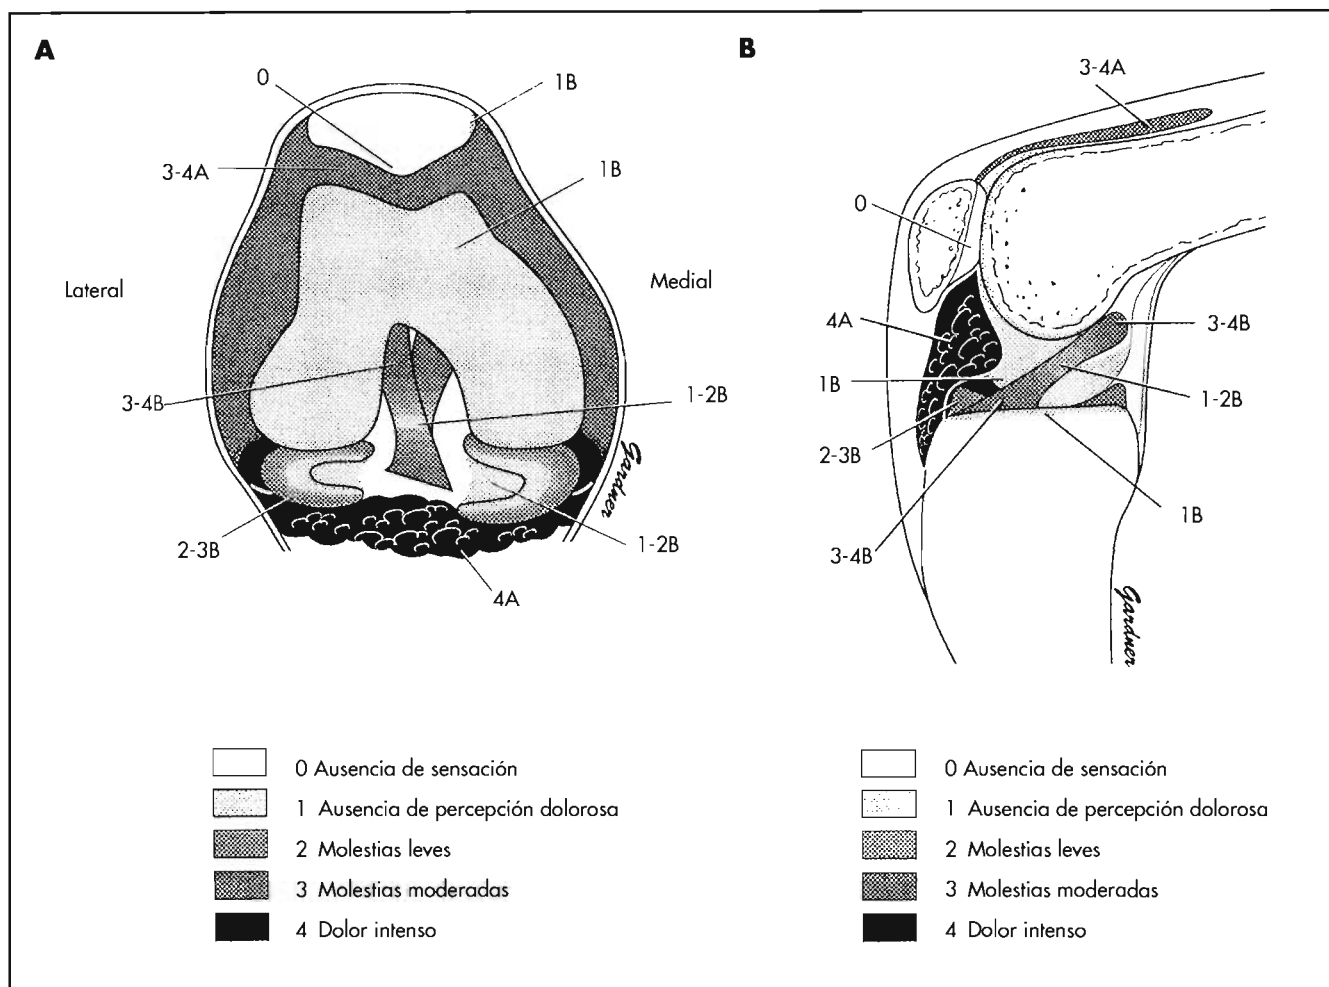 A
0
1B
3-4A
1B
Lateral
Medial
3-4B
1-2B
2-3B
1-2B
4A
Gardner
0 Ausencia de sensación
1 Ausencia de percepción dolorosa
2 Molestias leves
3 Molestias moderadas
4 Dolor intenso
B
3-4A
0
4A
3-4B
1B
1-2B
2-3B
1B
3-4B
Gardner
0 Ausencia de sensación
1 Ausencia de percepción dolorosa
2 Molestias leves
3 Molestias moderadas
4 Dolor intenso